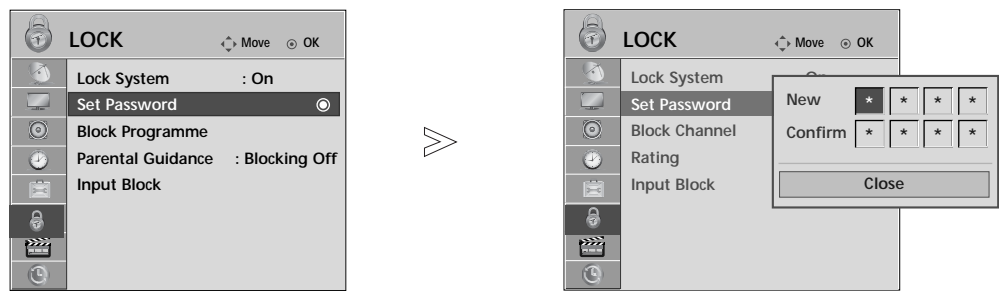 LOCK Move OK
Lock System : On
Set Password
Block Programme
Parental Guidance : Blocking Off
Input Block
LOCK Move OK
Lock System
Set Password
Block Channel
Rating
Input Block
New * * * *
Confirm * * * *
Close